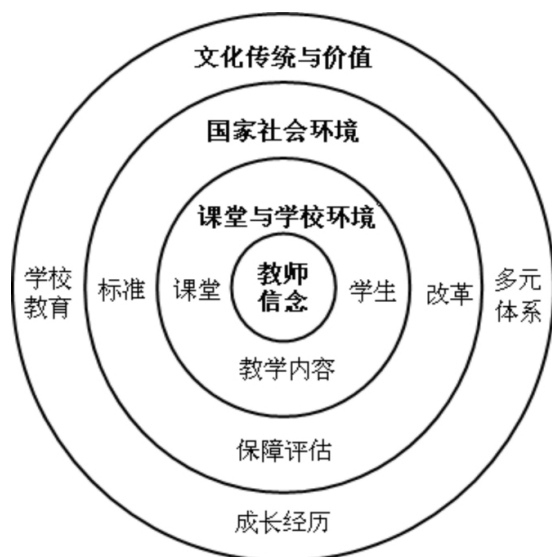 文化传统与价值
国家社会环境
课堂与学校环境
学校
教育
标准
课堂
教师
信念
学生
改革
多元
体系
教学内容
保障评估
成长经历